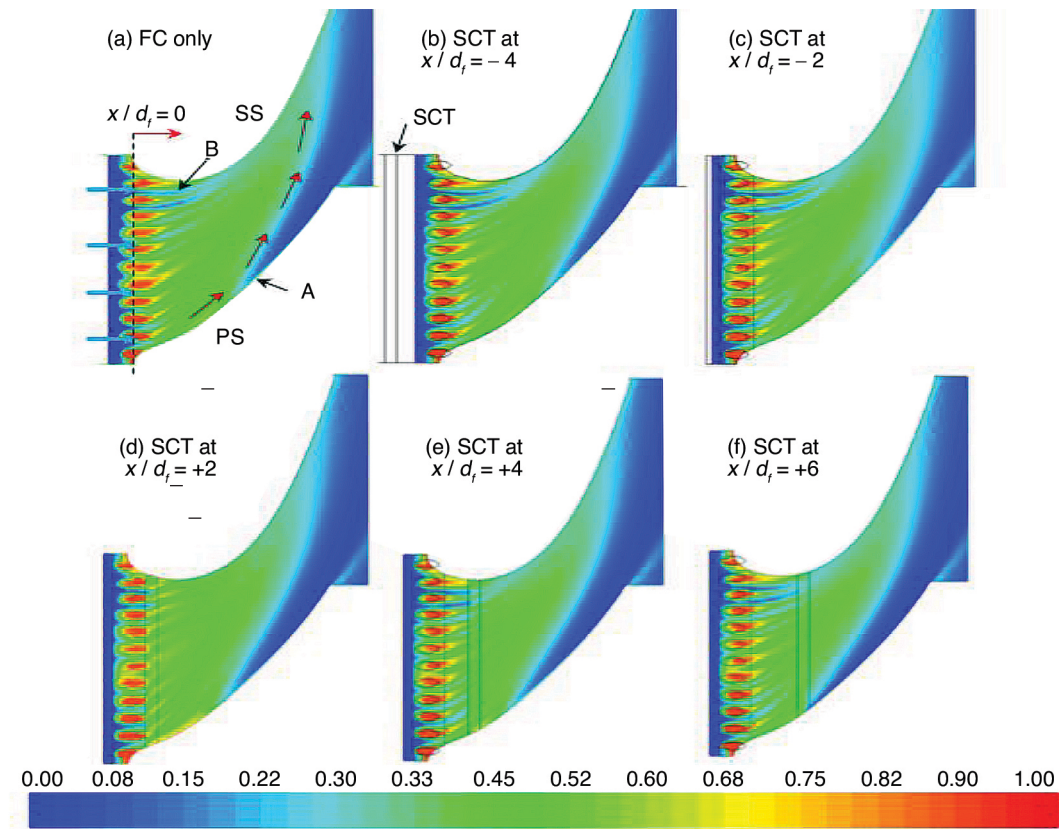 (a) FC only
(b) SCT at
x / d_f = – 4
(c) SCT at
x / d_f = – 2
x / d_f = 0
SS
B
SCT
A
PS
(d) SCT at
x / d_f = +2
(e) SCT at
x / d_f = +4
(f) SCT at
x / d_f = +6
0.00 0.08 0.15 0.22 0.30 0.33 0.45 0.52 0.60 0.68 0.75 0.82 0.90 1.00